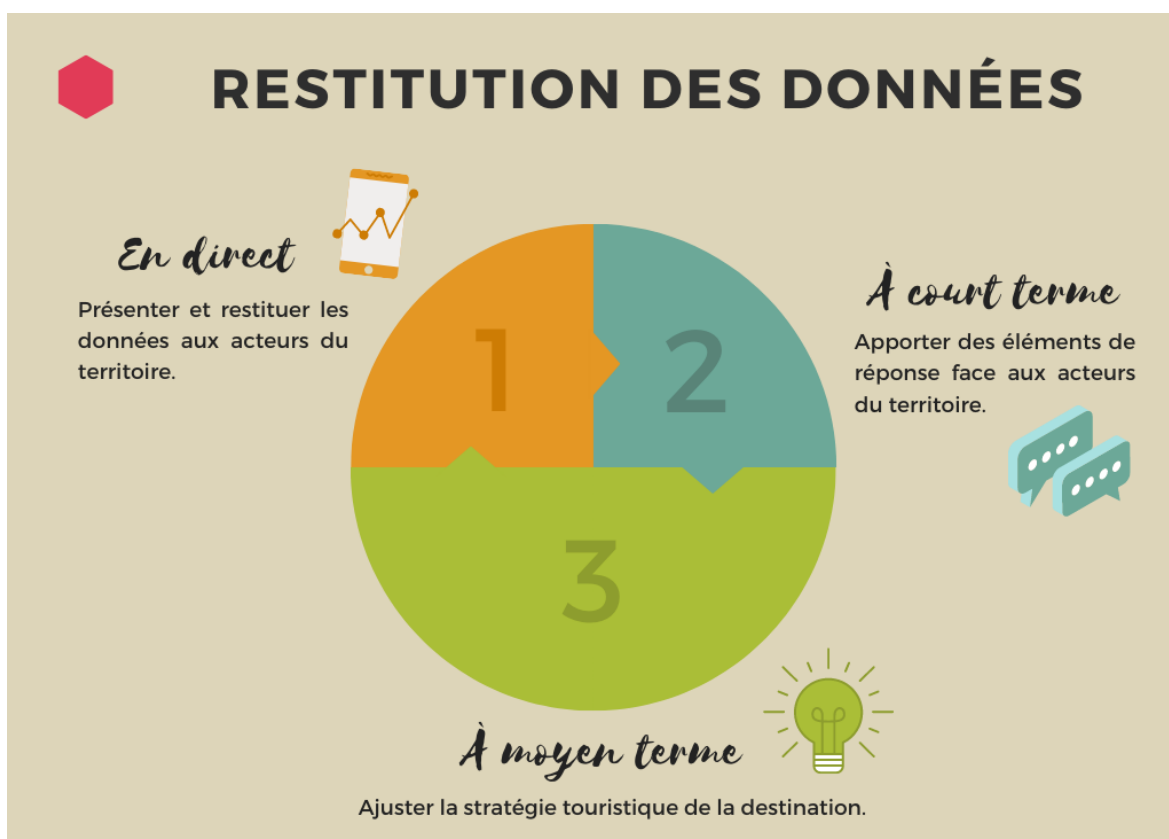 RESTITUTION DES DONNÉES
En direct
Présenter et restituer les
données aux acteurs du
territoire.
1
2
À court terme
Apporter des éléments de
réponse face aux acteurs
du territoire.
3
À moyen terme
Ajuster la stratégie touristique de la destination.